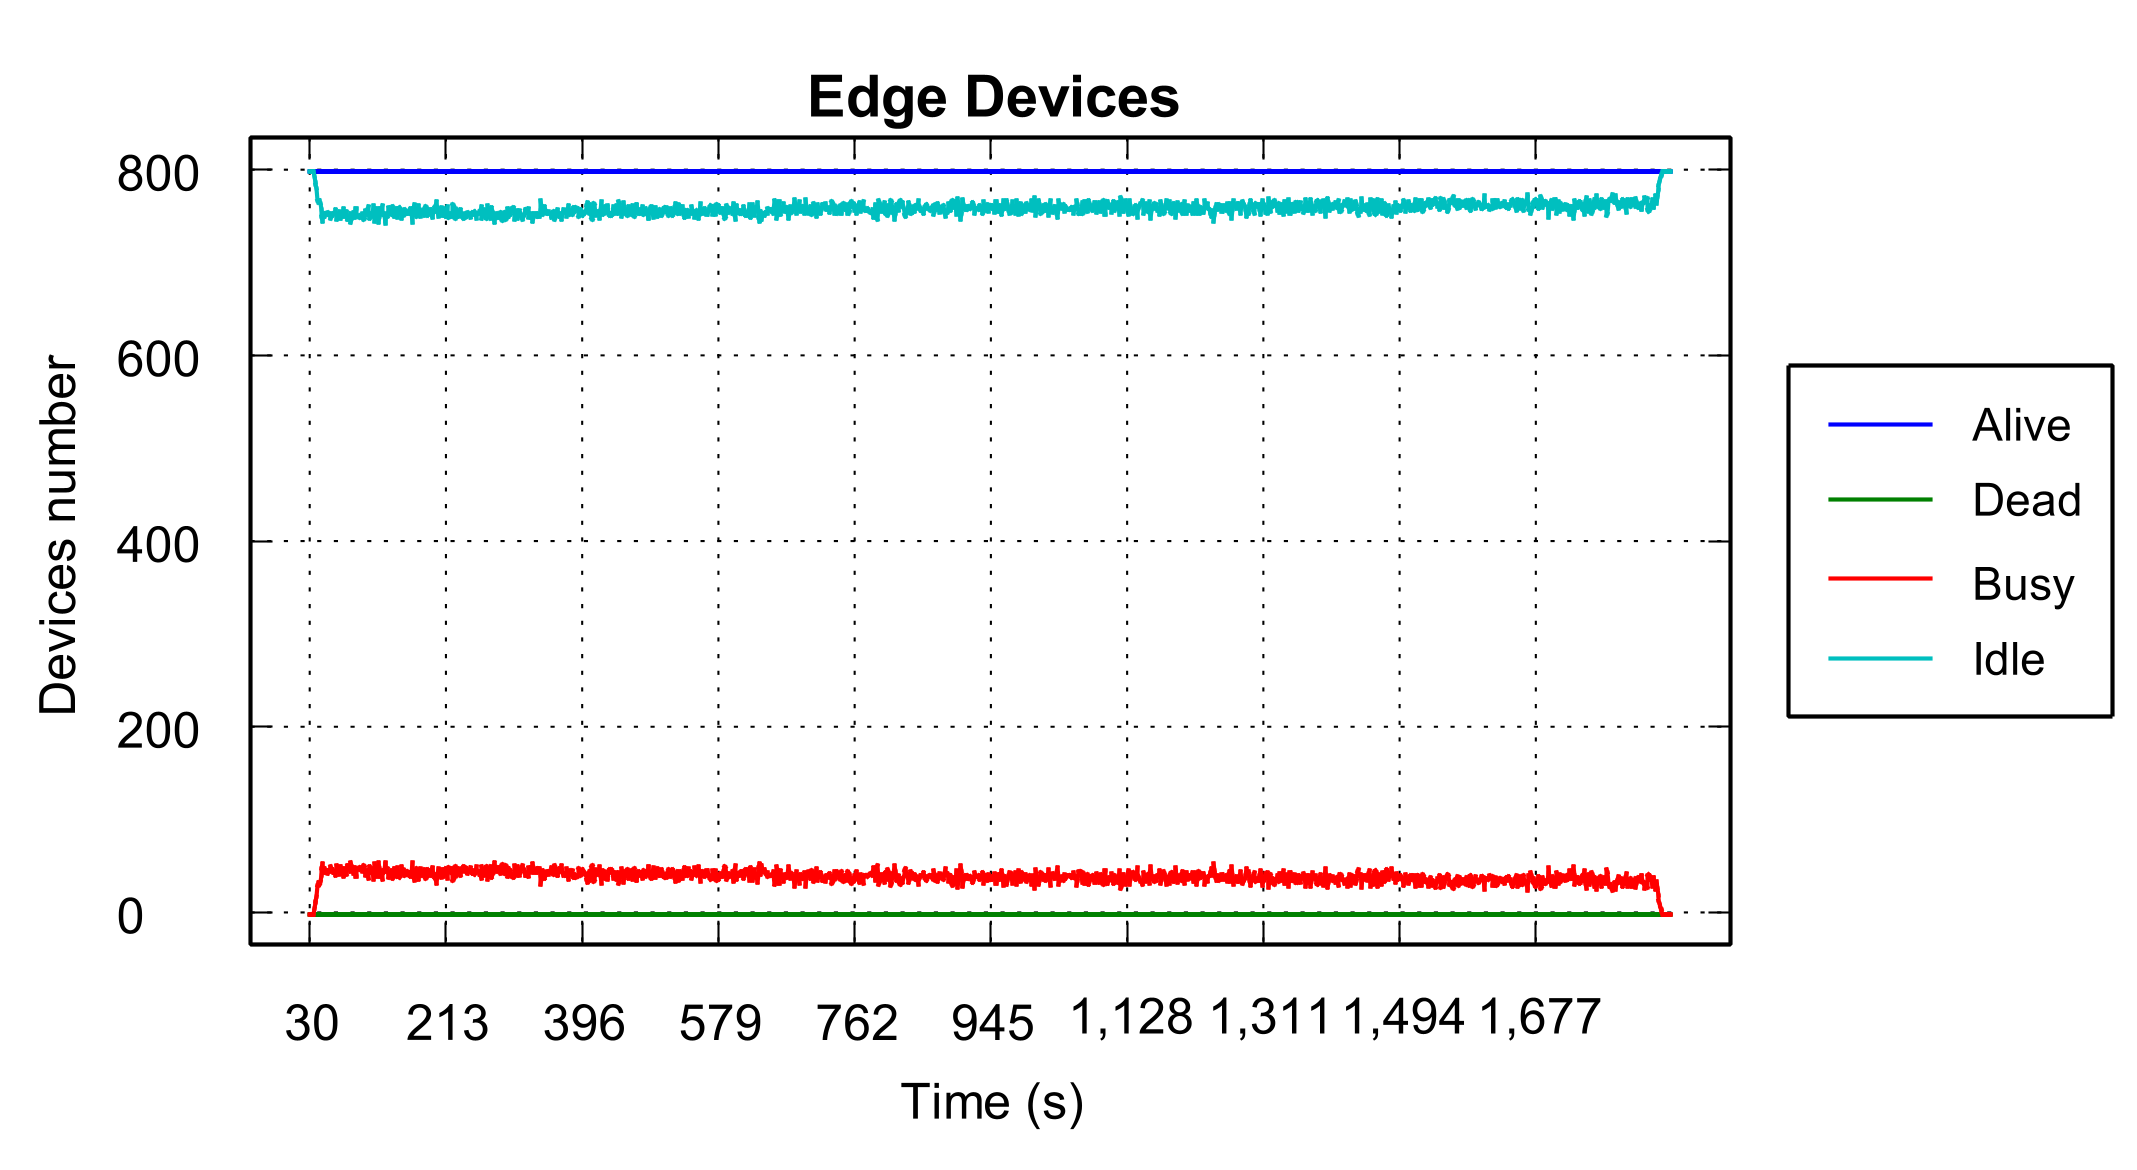 Edge Devices
800
600
400
200
0
Devices number
30 213 396 579 762 945 1,128 1,311 1,494 1,677
Time (s)
Alive
Dead
Busy
Idle